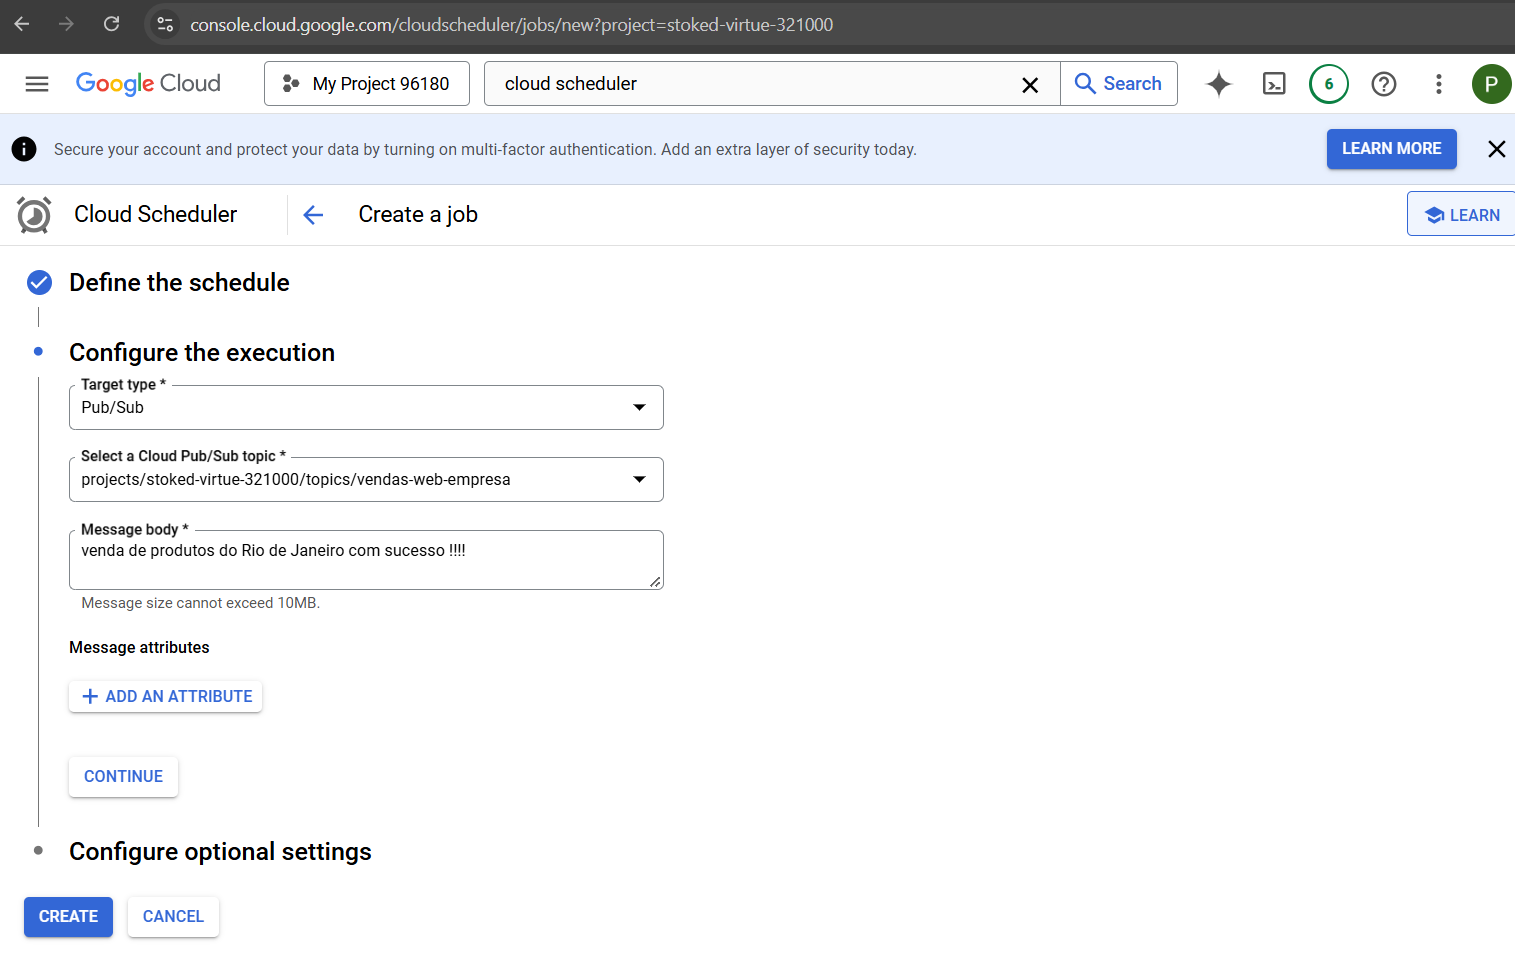 console.cloud.google.com/cloudscheduler/jobs/new?project=stoked-virtue-321000
Google Cloud
My Project 96180
cloud scheduler
Search
6
P
Secure your account and protect your data by turning on multi-factor authentication. Add an extra layer of security today.
LEARN MORE
Cloud Scheduler
Create a job
LEARN
Define the schedule
Configure the execution
Target type *
Pub/Sub
Select a Cloud Pub/Sub topic *
projects/stoked-virtue-321000/topics/vendas-web-empresa
Message body *
venda de produtos do Rio de Janeiro com sucesso !!!!
Message size cannot exceed 10MB.
Message attributes
ADD AN ATTRIBUTE
CONTINUE
Configure optional settings
CREATE
CANCEL